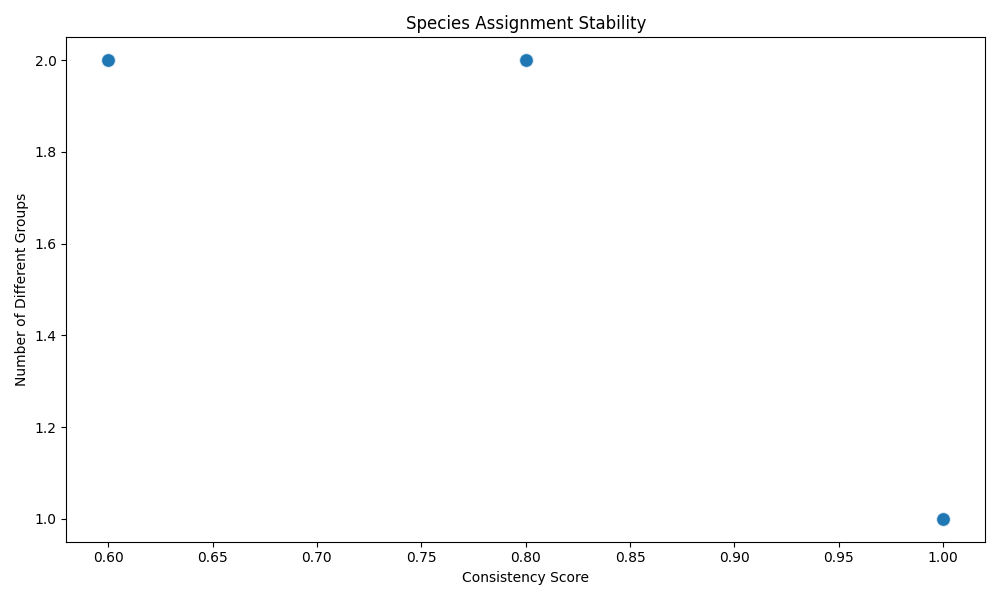 Species Assignment Stability
Number of Different Groups
2.0
1.8
1.6
1.4
1.2
1.0
0.60 0.65 0.70 0.75 0.80 0.85 0.90 0.95 1.00
Consistency Score